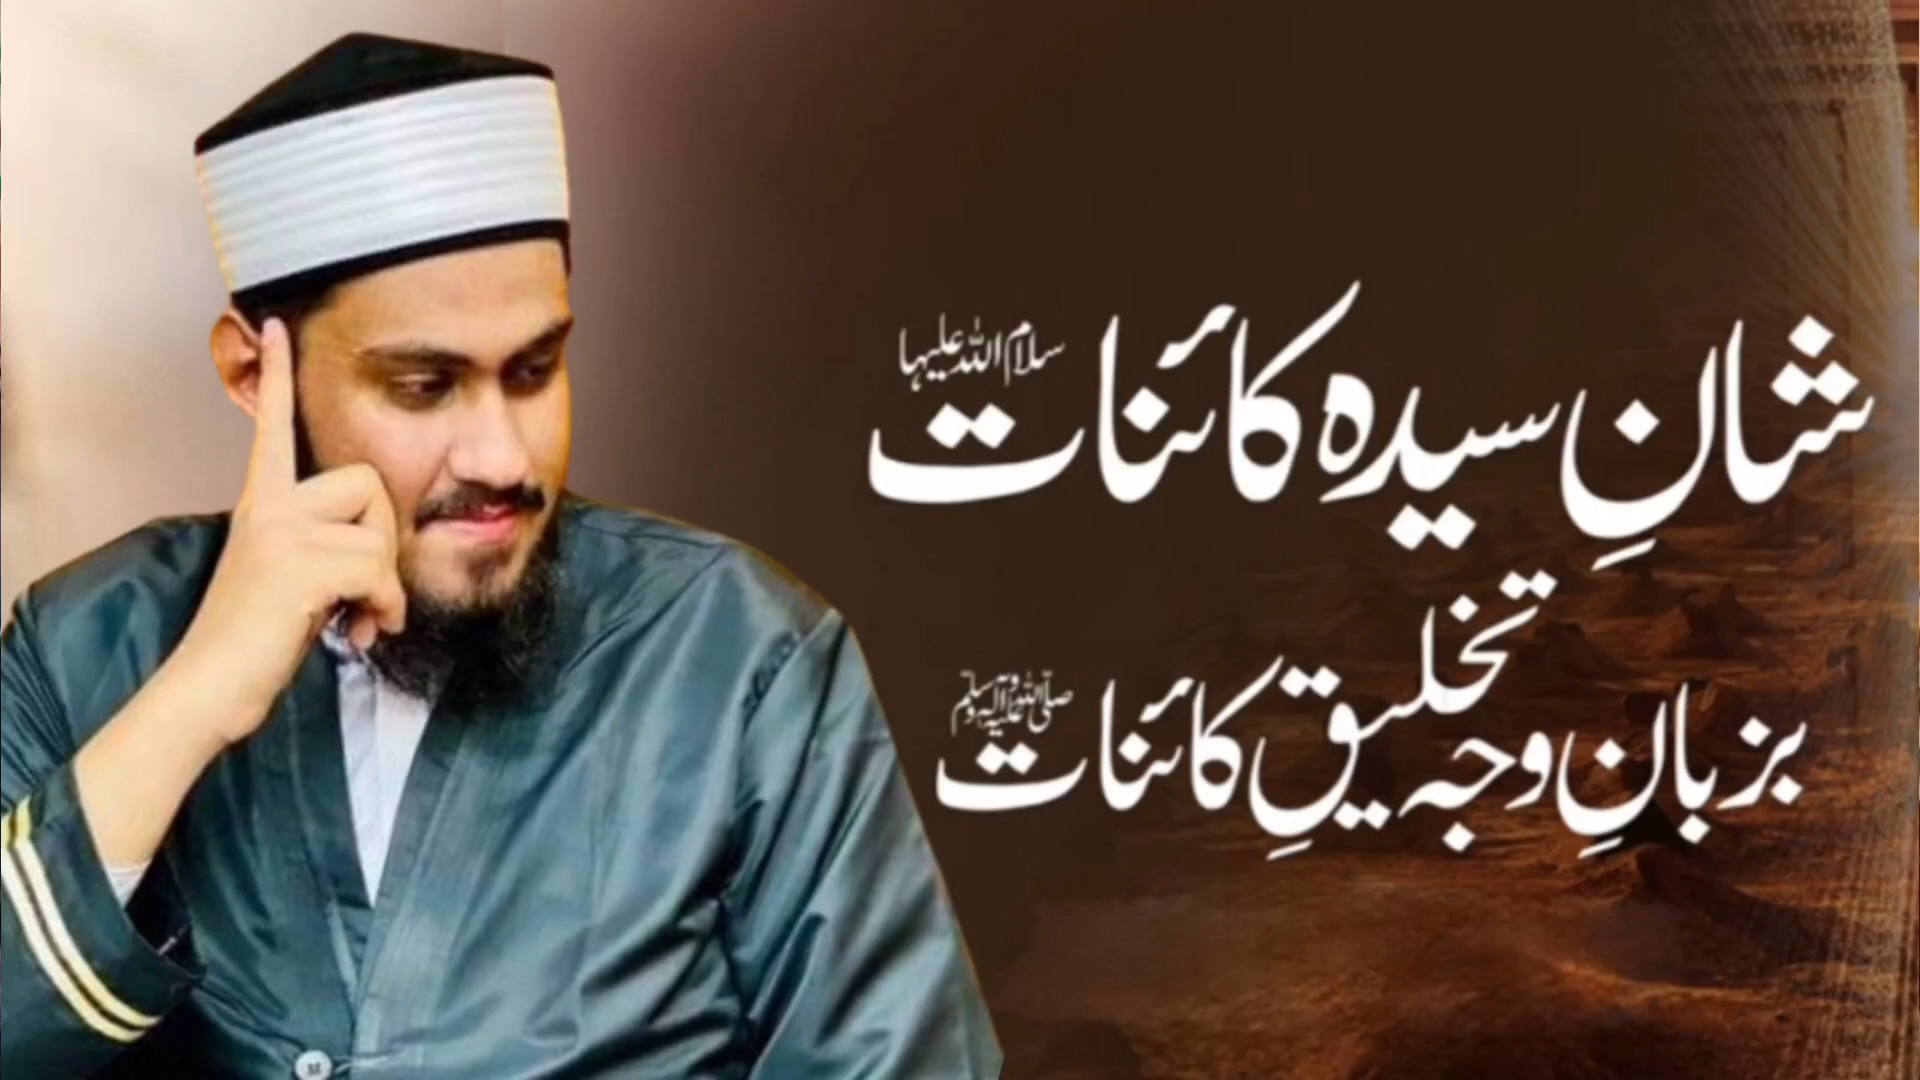 شانِ سیدہِ کائنات سلام اللہ علیہا
بزبانِ وجہ تخلیقِ کائنات صلی اللہ علیہ وآلہ وسلم